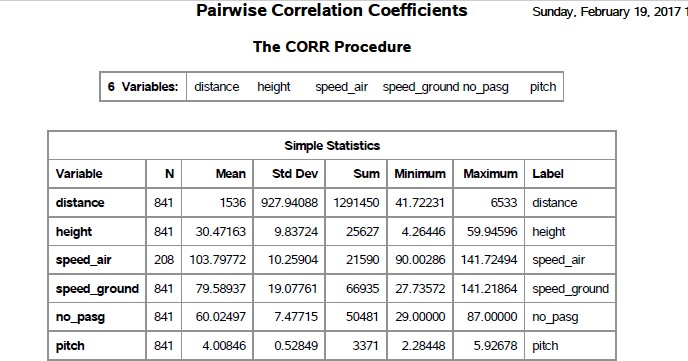 Pairwise Correlation Coefficients Sunday, February 19, 2017 1
The CORR Procedure
6 Variables: distance height speed_air speed_ground no_pasg pitch
Simple Statistics
Variable N Mean Std Dev Sum Minimum Maximum Label
distance 841 1536 927.94088 1291450 41.72231 6533 distance
height 841 30.47163 9.83724 25627 4.26446 59.94596 height
speed_air 208 103.79772 10.25904 21590 90.00286 141.72494 speed_air
speed_ground 841 79.58937 19.07761 66935 27.73572 141.21864 speed_ground
no_pasg 841 60.02497 7.47715 50481 29.00000 87.00000 no_pasg
pitch 841 4.00846 0.52849 3371 2.28448 5.92678 pitch